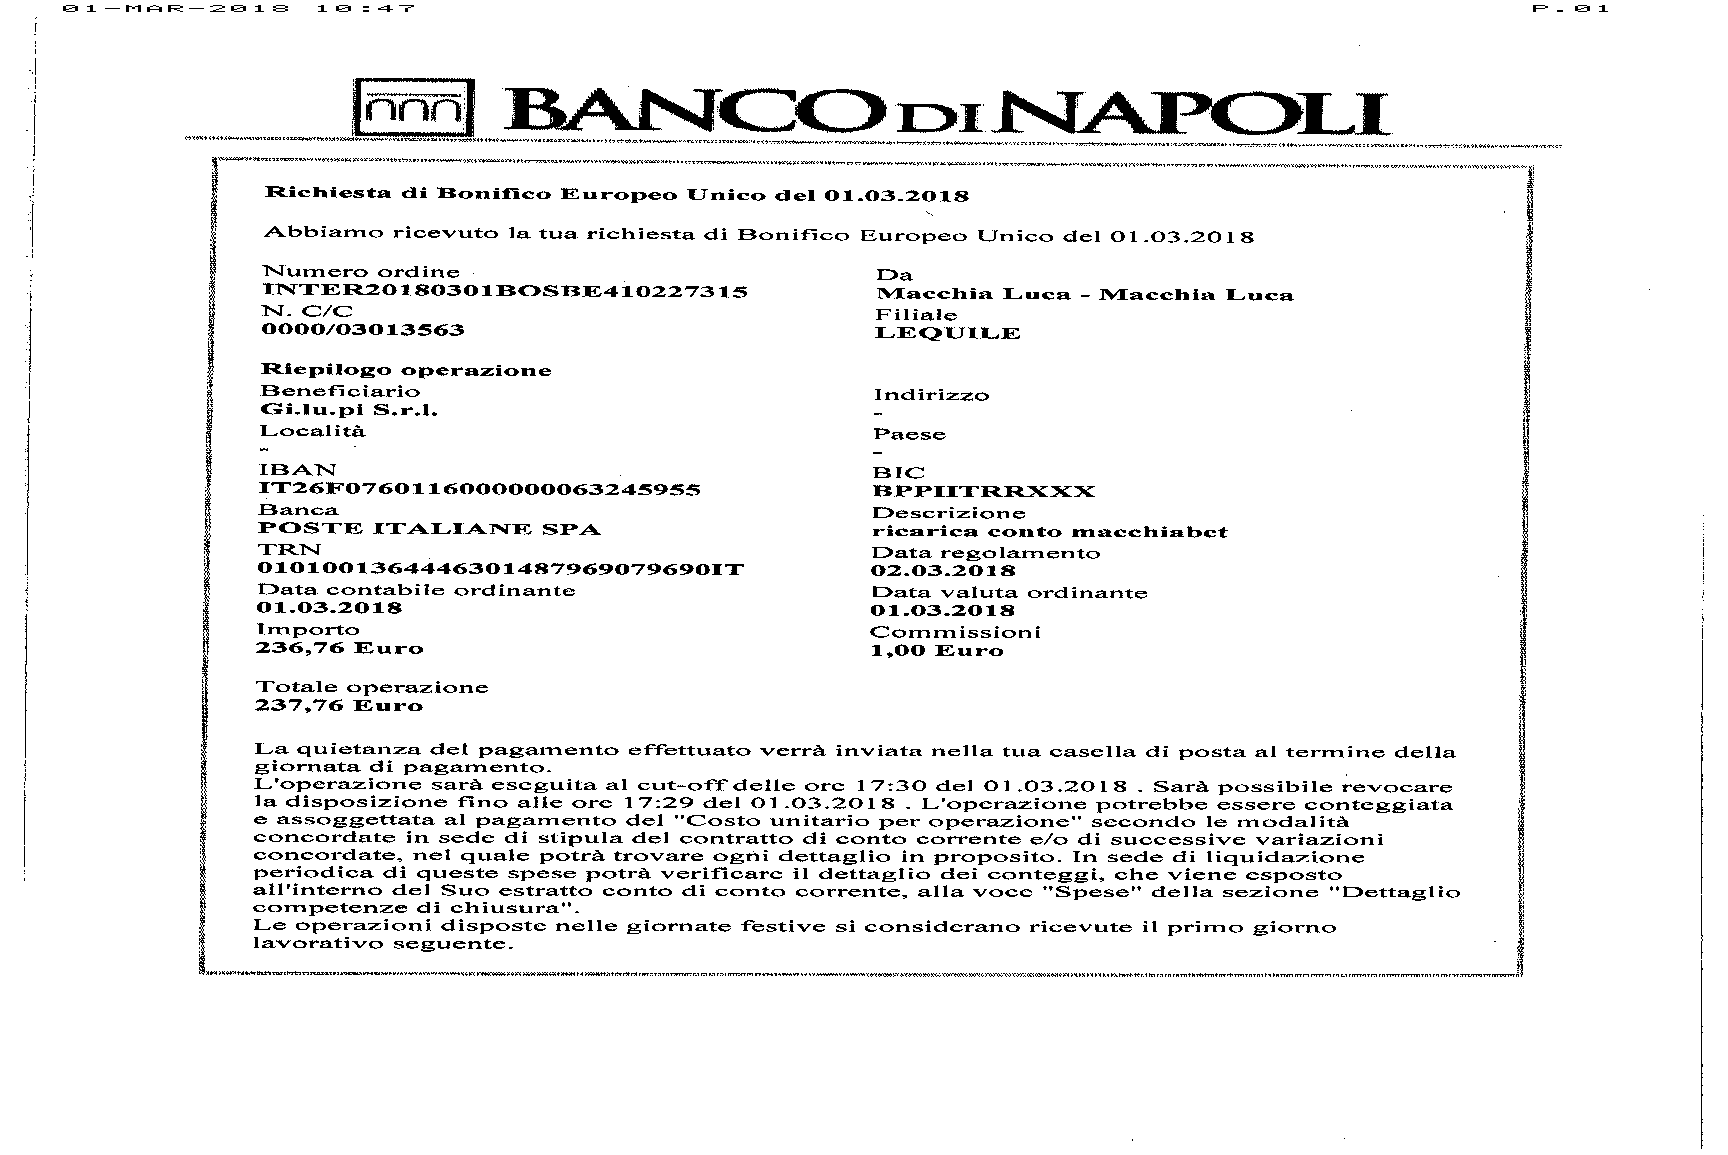 01-MAR-2018 10:47 P.01
BANCO DI NAPOLI
Richiesta di Bonifico Europeo Unico del 01.03.2018
Abbiamo ricevuto la tua richiesta di Bonifico Europeo Unico del 01.03.2018
Numero ordine
INTER20180301BOSBE410227315
N. C/C
0000/03013563
Da
Macchia Luca - Macchia Luca
Filiale
LEQUILE
Riepilogo operazione
Beneficiario
Gi.lu.pi S.r.l.
Indirizzo
-
Località
-
Paese
-
IBAN
IT26F0760116000000063245955
BIC
BPPIITRRXXX
Banca
POSTE ITALIANE SPA
Descrizione
ricarica conto macchiabet
TRN
0101001364446301487969079690IT
Data regolamento
02.03.2018
Data contabile ordinante
01.03.2018
Data valuta ordinante
01.03.2018
Importo
236,76 Euro
Commissioni
1,00 Euro
Totale operazione
237,76 Euro
La quietanza del pagamento effettuato verrà inviata nella tua casella di posta al termine della
giornata di pagamento.
L'operazione sarà eseguita al cut-off delle ore 17:30 del 01.03.2018 . Sarà possibile revocare
la disposizione fino alle ore 17:29 del 01.03.2018 . L'operazione potrebbe essere conteggiata
e assoggettata al pagamento del "Costo unitario per operazione" secondo le modalità
concordate in sede di stipula del contratto di conto corrente e/o di successive variazioni
concordate, nel quale potrà trovare ogni dettaglio in proposito. In sede di liquidazione
periodica di queste spese potrà verificare il dettaglio dei conteggi, che viene esposto
all'interno del Suo estratto conto di conto corrente, alla voce "Spese" della sezione "Dettaglio
competenze di chiusura".
Le operazioni disposte nelle giornate festive si considerano ricevute il primo giorno
lavorativo seguente.